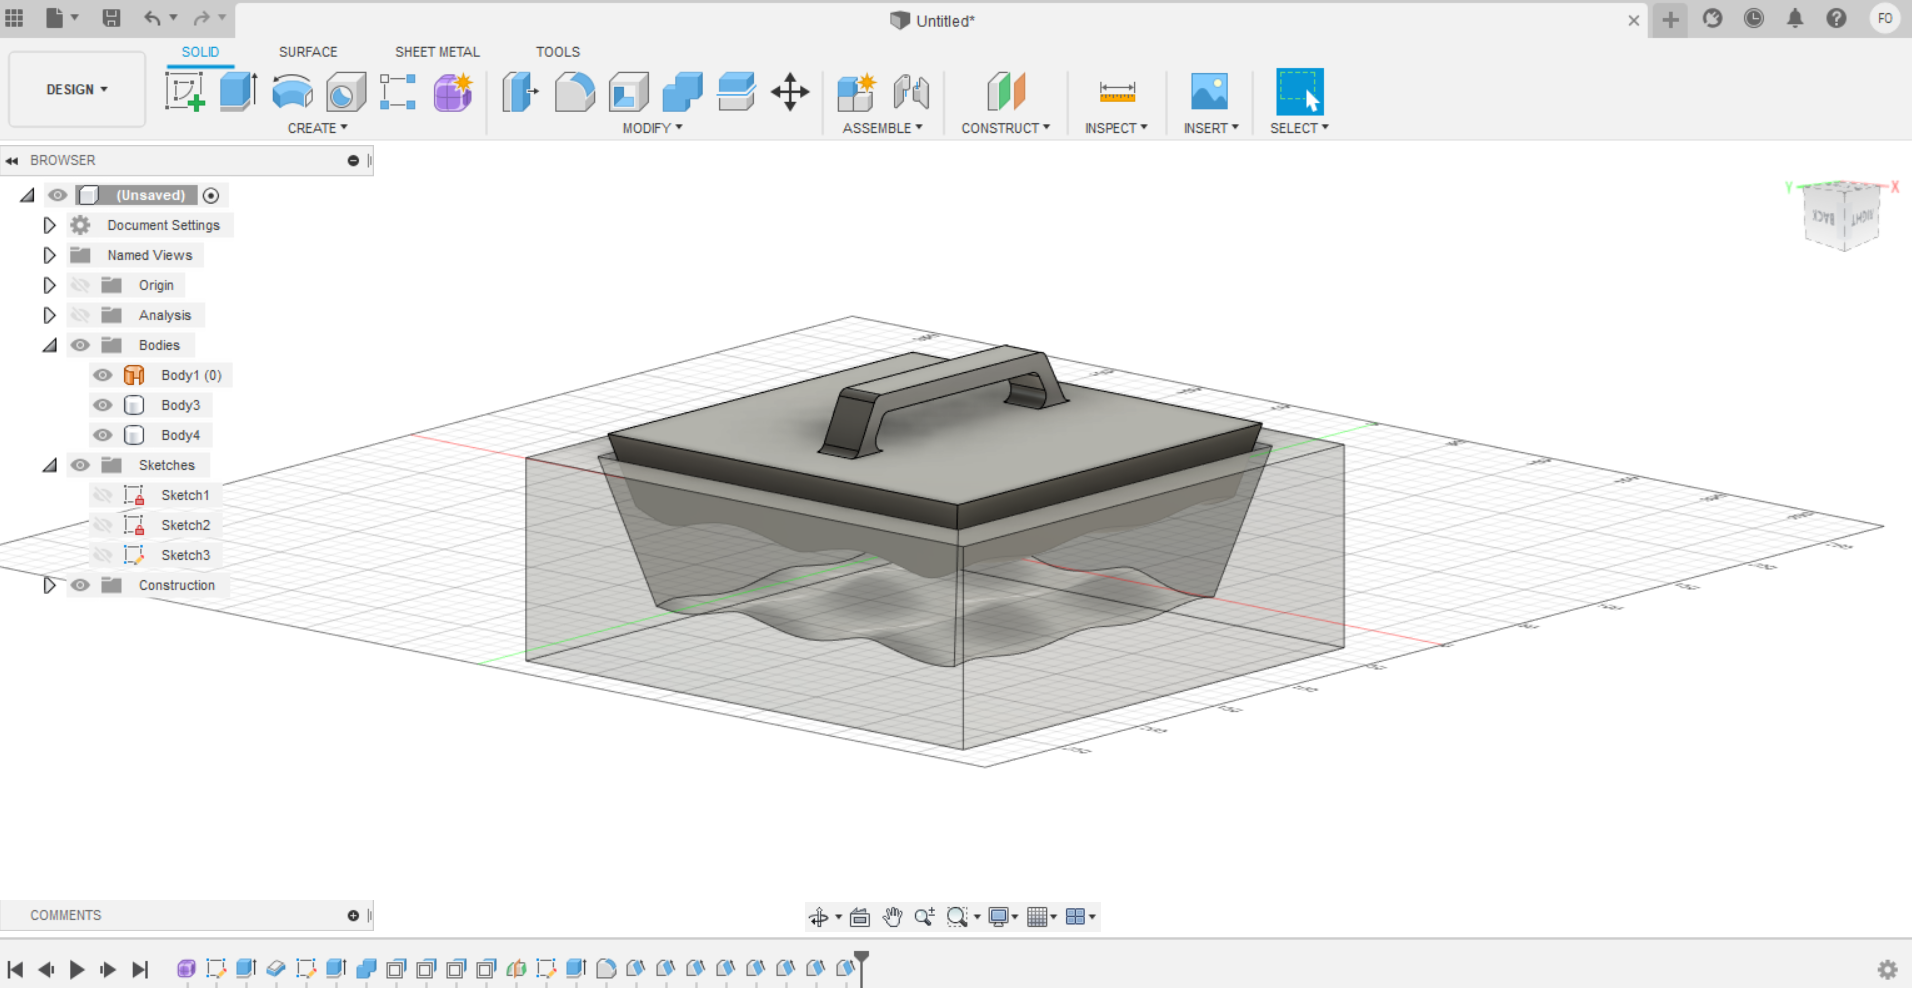 Untitled*
FO
SOLID
SURFACE
SHEET METAL
TOOLS
DESIGN
CREATE
MODIFY
ASSEMBLE
CONSTRUCT
INSPECT
INSERT
SELECT
BROWSER
(Unsaved)
Document Settings
Named Views
Origin
Analysis
Bodies
Body1 (0)
Body3
Body4
Sketches
Sketch1
Sketch2
Sketch3
Construction
Y
X
BACK
RIGHT
COMMENTS